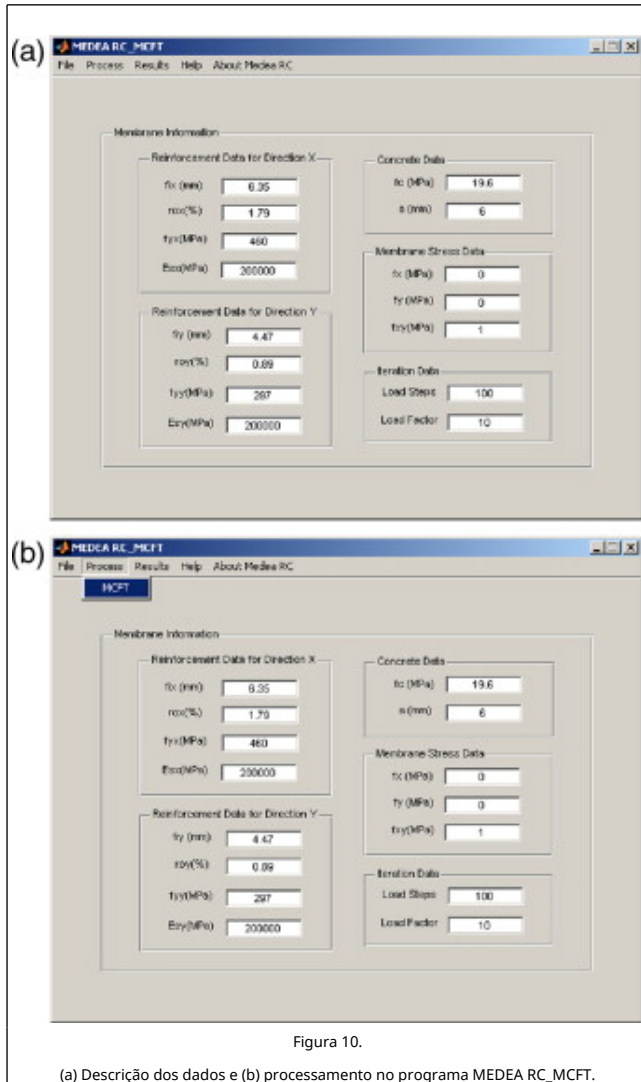 (a)
MEDEA RC_MCFT
File Process Results Help About Medea RC
Membrane Information
Reinforcement Data for Direction X
fix (mm) 6.35
rox(%) 1.79
fyx(MPa) 460
Esx(MPa) 200000
Reinforcement Data for Direction Y
fiy (mm) 4.47
roy(%) 0.89
fyy(MPa) 297
Esy(MPa) 200000
Concrete Data
fic (MPa) 19.6
a (mm) 6
Membrane Stress Data
fx (MPa) 0
fy (MPa) 0
fxy(MPa) 1
Iteration Data
Load Steps 100
Load Factor 10
(b)
MEDEA RC_MCFT
File Process Results Help About Medea RC
MCFT
Membrane Information
Reinforcement Data for Direction X
fix (mm) 6.35
rox(%) 1.79
fyx(MPa) 460
Esx(MPa) 200000
Reinforcement Data for Direction Y
fiy (mm) 4.47
roy(%) 0.89
fyy(MPa) 297
Esy(MPa) 200000
Concrete Data
fic (MPa) 19.6
a (mm) 6
Membrane Stress Data
fx (MPa) 0
fy (MPa) 0
fxy(MPa) 1
Iteration Data
Load Steps 100
Load Factor 10
Figura 10.
(a) Descrição dos dados e (b) processamento no programa MEDEA RC_MCFT.